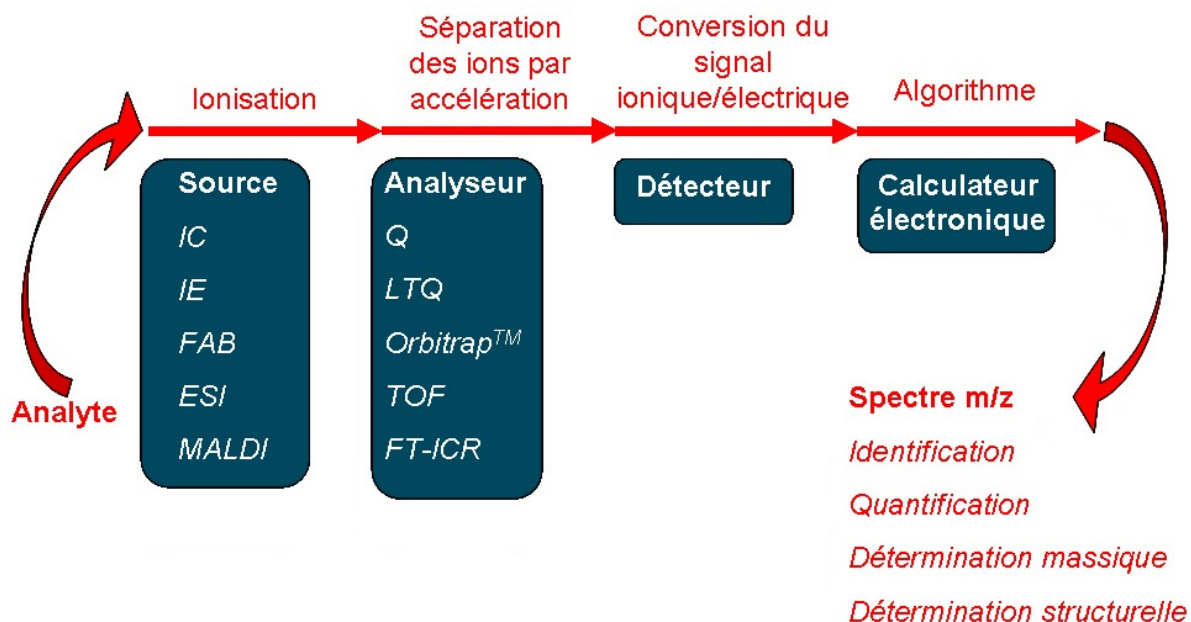 Ionisation
Séparation
des ions par
accélération
Conversion du
signal
ionique/électrique
Algorithme
Source
IC
IE
FAB
ESI
MALDI
Analyseur
Q
LTQ
Orbitrap™
TOF
FT-ICR
Détecteur
Calculateur
électronique
Analyte
Spectre m/z
Identification
Quantification
Détermination massique
Détermination structurelle